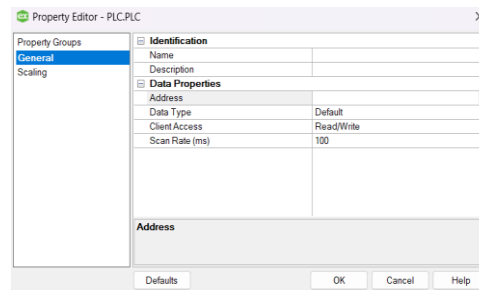 Property Editor - PLC.PLC
Property Groups
General
Scaling
Identification
Name
Description
Data Properties
Address
Data Type Default
Client Access Read/Write
Scan Rate (ms) 100
Address
Defaults OK Cancel Help